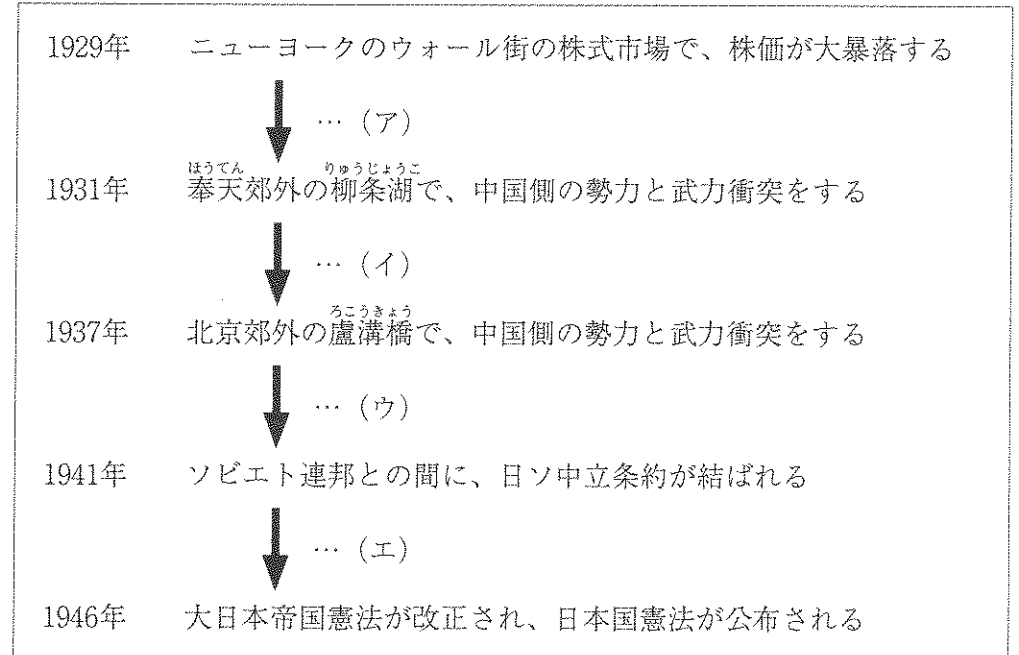 1929年 ニューヨークのウォール街の株式市場で、株価が大暴落する
… (ア)
ほうてん りゅうじょうこ
1931年 奉天郊外の柳条湖で、中国側の勢力と武力衝突をする
… (イ)
ろこうきょう
1937年 北京郊外の盧溝橋で、中国側の勢力と武力衝突をする
… (ウ)
1941年 ソビエト連邦との間に、日ソ中立条約が結ばれる
… (エ)
1946年 大日本帝国憲法が改正され、日本国憲法が公布される